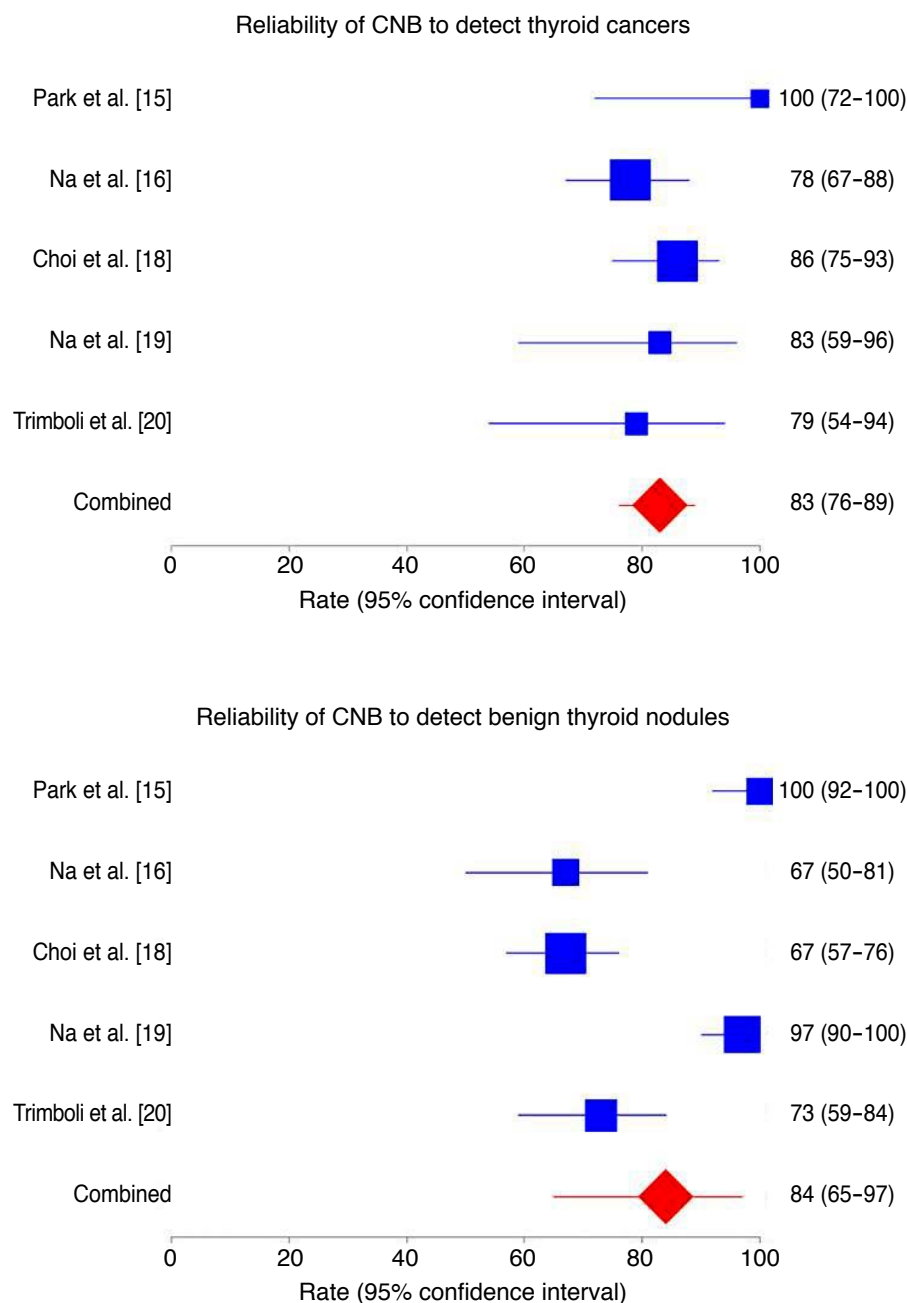 Reliability of CNB to detect thyroid cancers
Park et al. [15] 100 (72–100)
Na et al. [16] 78 (67–88)
Choi et al. [18] 86 (75–93)
Na et al. [19] 83 (59–96)
Trimboli et al. [20] 79 (54–94)
Combined 83 (76–89)
0 20 40 60 80 100
Rate (95% confidence interval)
Reliability of CNB to detect benign thyroid nodules
Park et al. [15] 100 (92–100)
Na et al. [16] 67 (50–81)
Choi et al. [18] 67 (57–76)
Na et al. [19] 97 (90–100)
Trimboli et al. [20] 73 (59–84)
Combined 84 (65–97)
0 20 40 60 80 100
Rate (95% confidence interval)